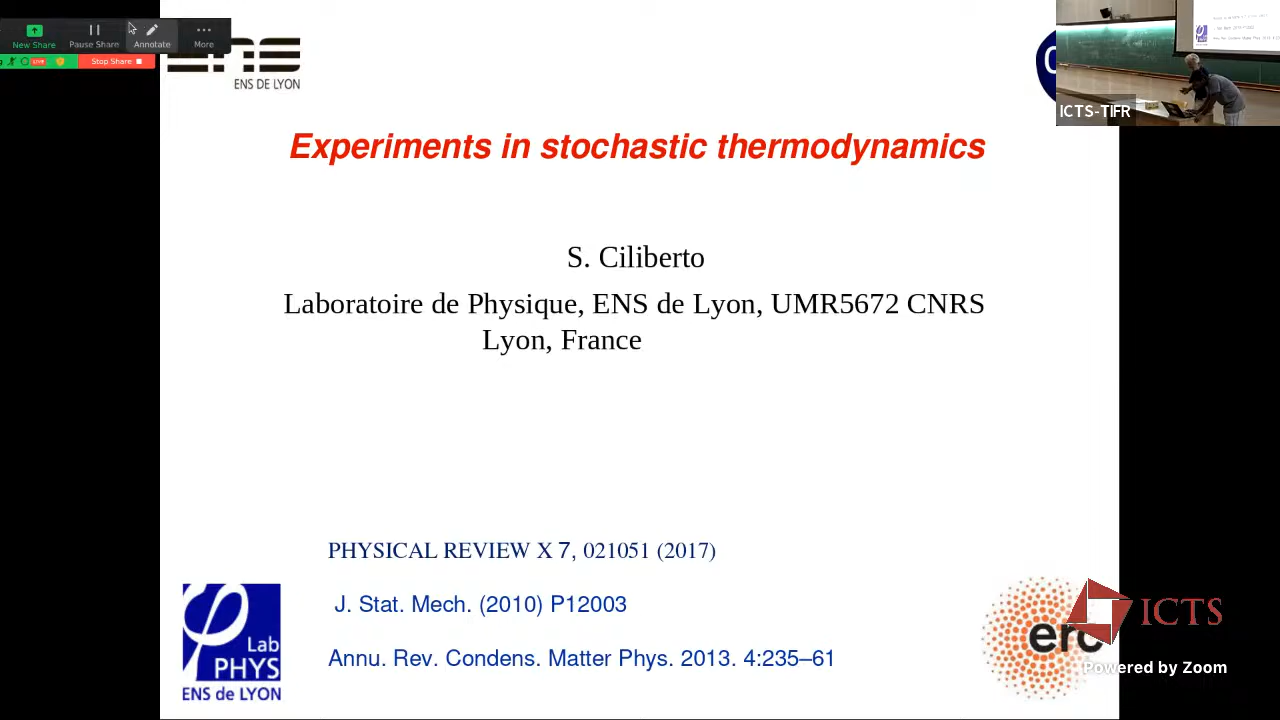 New Share
Pause Share
Annotate
More
LIVE
Stop Share
ens
ENS DE LYON
ICTS-TIFR
Experiments in stochastic thermodynamics
S. Ciliberto
Laboratoire de Physique, ENS de Lyon, UMR5672 CNRS
Lyon, France
PHYSICAL REVIEW X 7, 021051 (2017)
J. Stat. Mech. (2010) P12003
Annu. Rev. Condens. Matter Phys. 2013. 4:235–61
φ
Lab
PHYS
ENS de LYON
erc
ICTS
Powered by Zoom